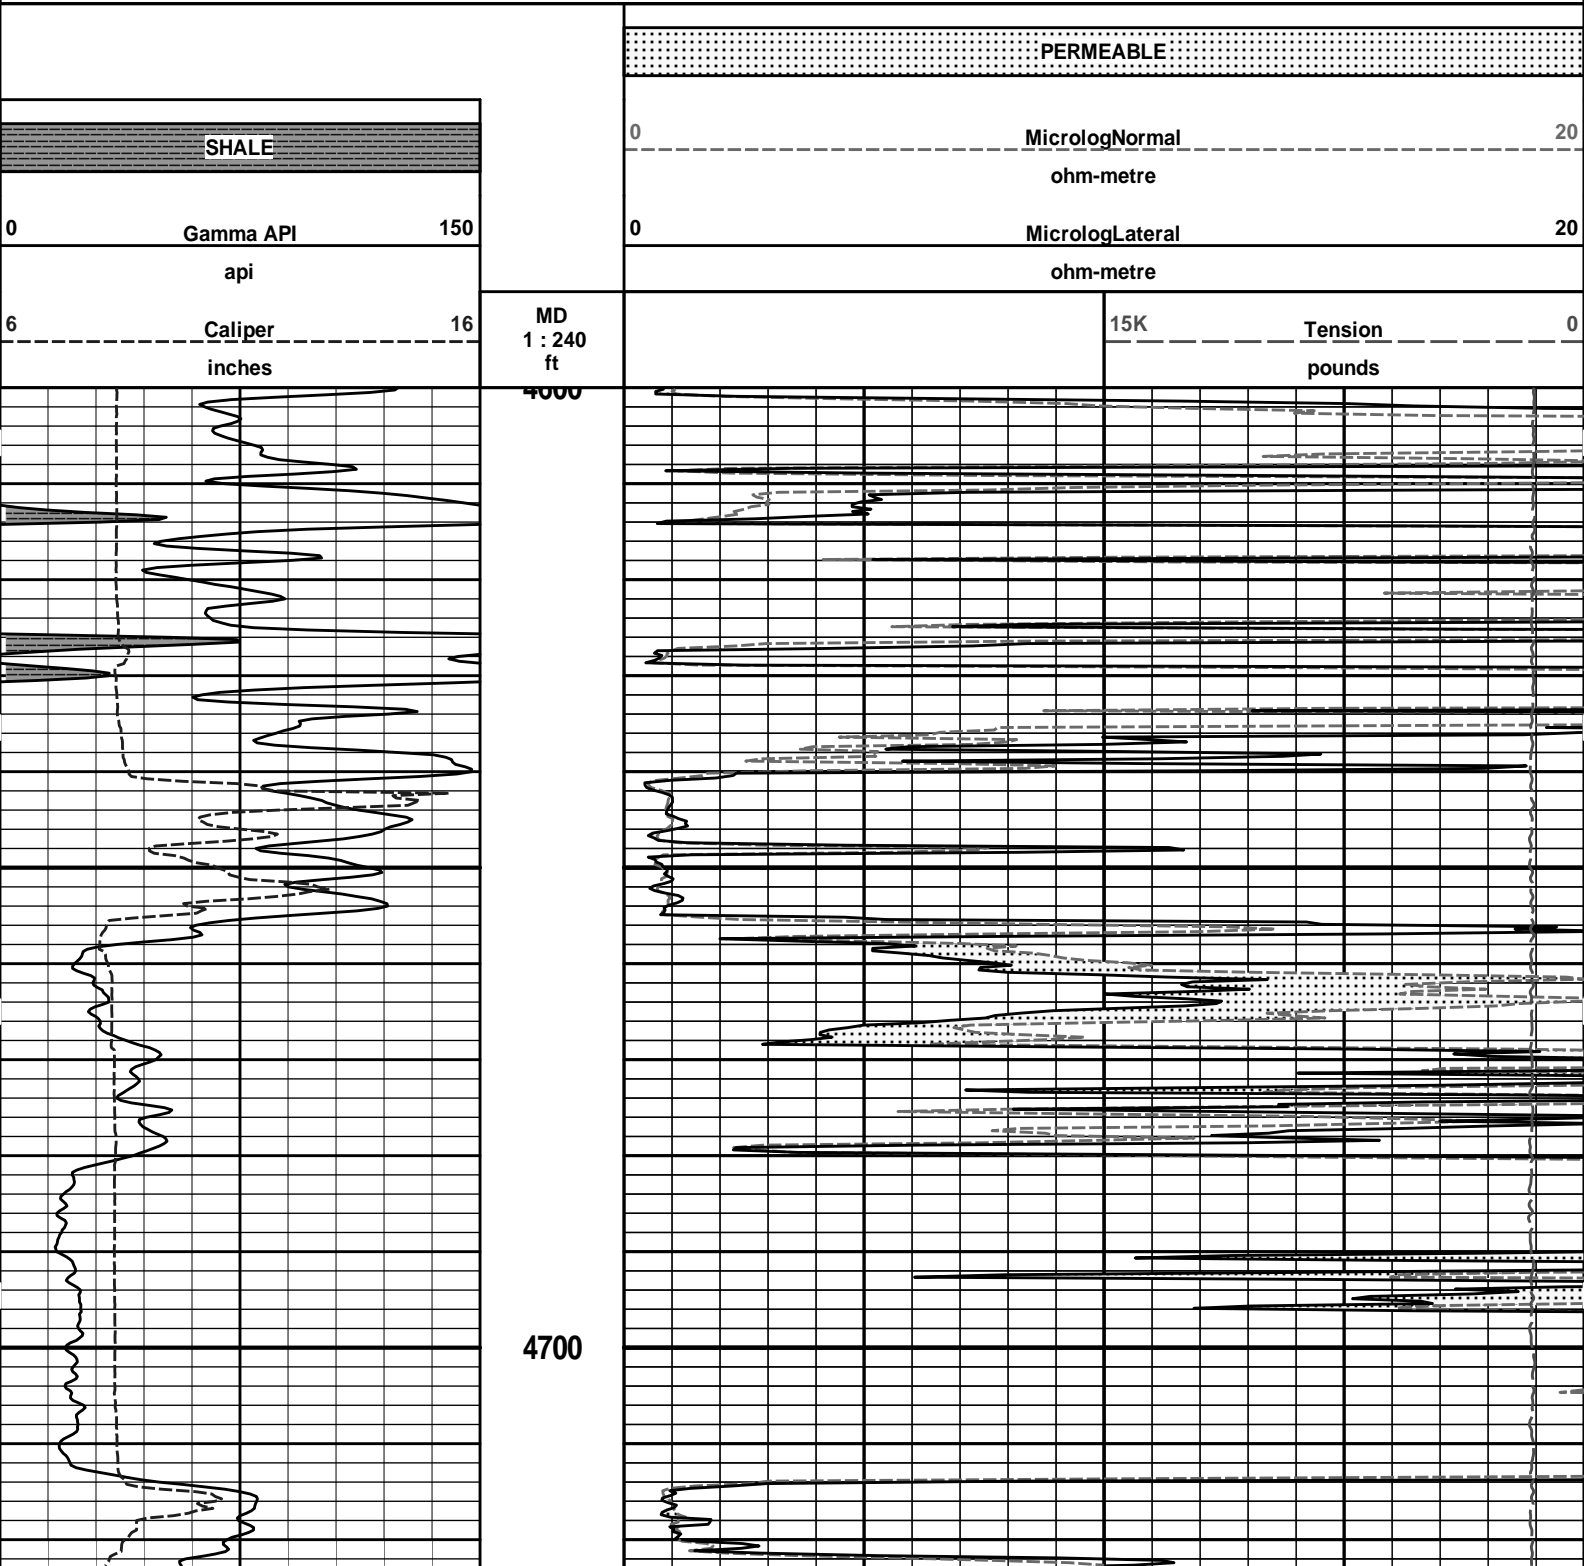 PERMEABLE
SHALE
0 MicrologNormal 20
ohm-metre
0 Gamma API 150
api
0 MicrologLateral 20
ohm-metre
6 Caliper 16
inches
MD
1 : 240
ft
15K Tension 0
pounds
4600
4700